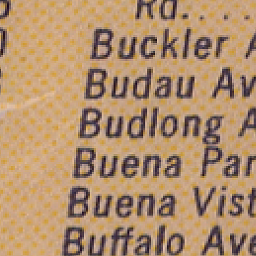 Rd. . . .
Buckler
Budau Av
Budlong
Buena Par
Buena Vist
Buffalo Ave